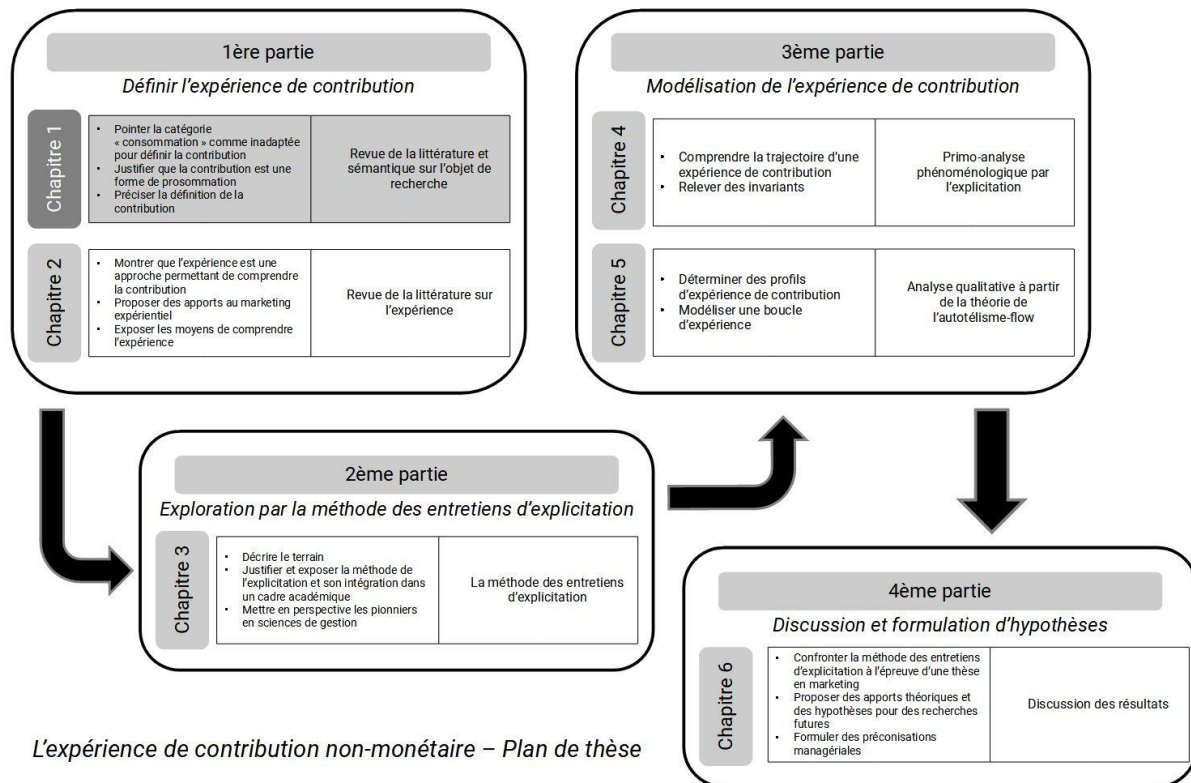 1ère partie
Définir l'expérience de contribution
Chapitre 1
• Pointer la catégorie
« consommation » comme inadaptée
pour définir la contribution
• Justifier que la contribution est une
forme de prosommation
• Préciser la définition de la
contribution
Revue de la littérature et
sémantique sur l'objet de
recherche
Chapitre 2
• Montrer que l'expérience est une
approche permettant de comprendre
la contribution
• Proposer des apports au marketing
expérientiel
• Exposer les moyens de comprendre
l'expérience
Revue de la littérature sur
l'expérience
2ème partie
Exploration par la méthode des entretiens d'explicitation
Chapitre 3
• Décrire le terrain
• Justifier et exposer la méthode de
l'explicitation et son intégration dans
un cadre académique
• Mettre en perspective les pionniers
en sciences de gestion
La méthode des entretiens
d'explicitation
3ème partie
Modélisation de l'expérience de contribution
Chapitre 4
• Comprendre la trajectoire d'une
expérience de contribution
• Relever des invariants
Primo-analyse
phénoménologique par
l'explicitation
Chapitre 5
• Déterminer des profils
d'expérience de contribution
• Modéliser une boucle
d'expérience
Analyse qualitative à partir
de la théorie de
l'autotélisme-flow
4ème partie
Discussion et formulation d'hypothèses
Chapitre 6
• Confronter la méthode des entretiens
d'explicitation à l'épreuve d'une thèse
en marketing
• Proposer des apports théoriques et
des hypothèses pour des recherches
futures
• Formuler des préconisations
managériales
Discussion des résultats
L'expérience de contribution non-monétaire – Plan de thèse